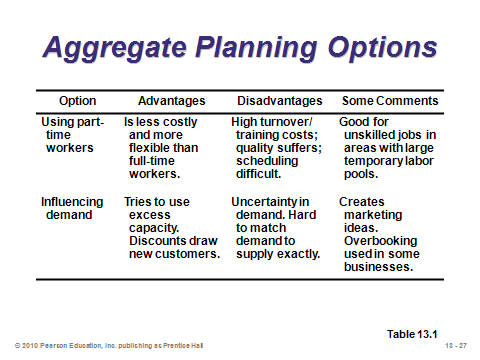 Aggregate Planning Options
Option Advantages Disadvantages Some Comments
Using part-
time
workers
Is less costly
and more
flexible than
full-time
workers.
High turnover/
training costs;
quality suffers;
scheduling
difficult.
Good for
unskilled jobs in
areas with large
temporary labor
pools.
Influencing
demand
Tries to use
excess
capacity.
Discounts draw
new customers.
Uncertainty in
demand. Hard
to match
demand to
supply exactly.
Creates
marketing
ideas.
Overbooking
used in some
businesses.
Table 13.1
© 2010 Pearson Education, Inc. publishing as Prentice Hall
13 - 27